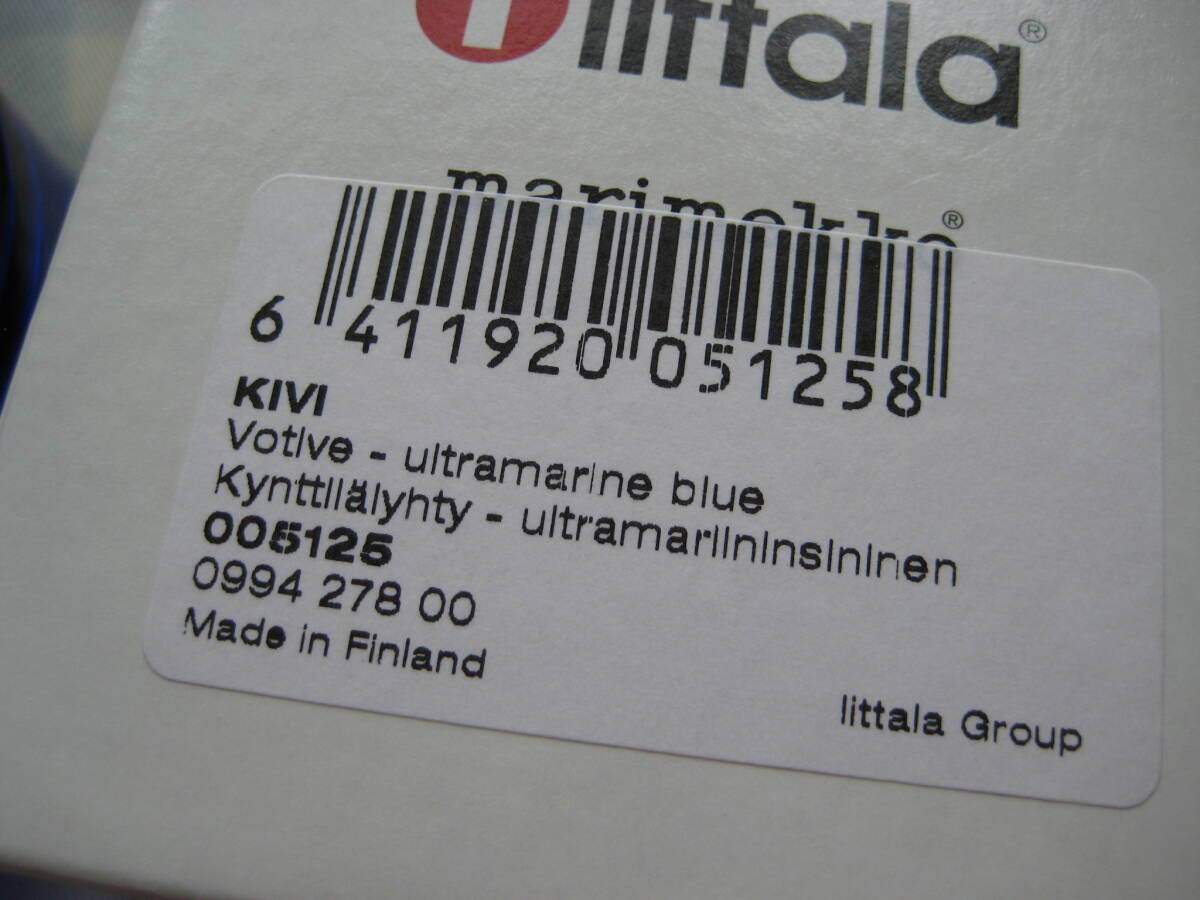 iittala®
marimekko®
6 411920 051258
KIVI
Votive - ultramarine blue
Kynttilälyhty - ultramariininsininen
005125
0994 278 00
Made in Finland
Iittala Group